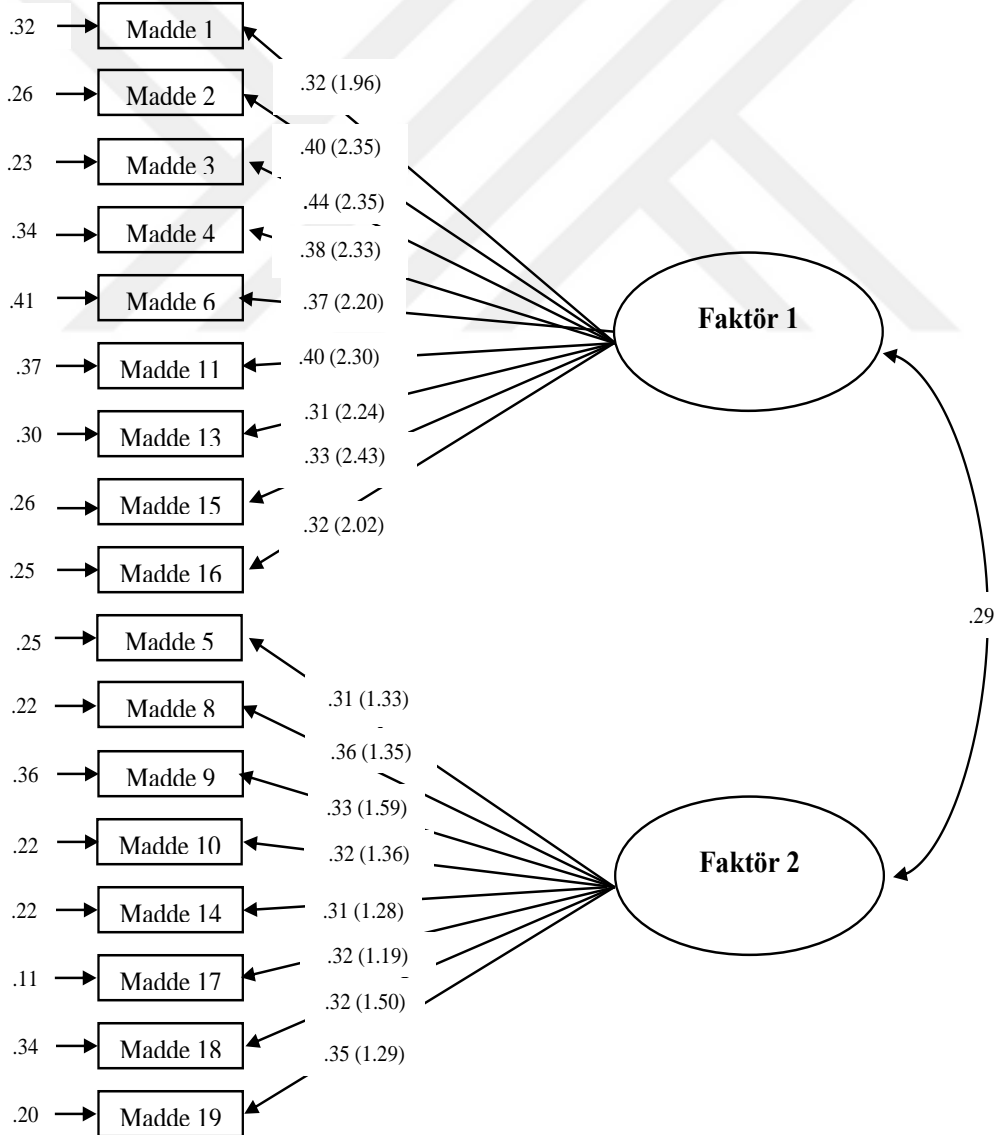 .32 Madde 1
.32 (1.96)
.26 Madde 2
.40 (2.35)
.23 Madde 3
.44 (2.35)
.34 Madde 4
.38 (2.33)
.41 Madde 6 .37 (2.20)
Faktör 1
.37 Madde 11 .40 (2.30)
.31 (2.24)
.30 Madde 13
.33 (2.43)
.26 Madde 15
.32 (2.02)
.25 Madde 16
.29
.25 Madde 5
.31 (1.33)
.22 Madde 8
.36 (1.35)
.36 Madde 9
.33 (1.59)
.22 Madde 10 .32 (1.36)
Faktör 2
.22 Madde 14 .31 (1.28)
.32 (1.19)
.11 Madde 17
.32 (1.50)
.34 Madde 18 .35 (1.29)
.20 Madde 19